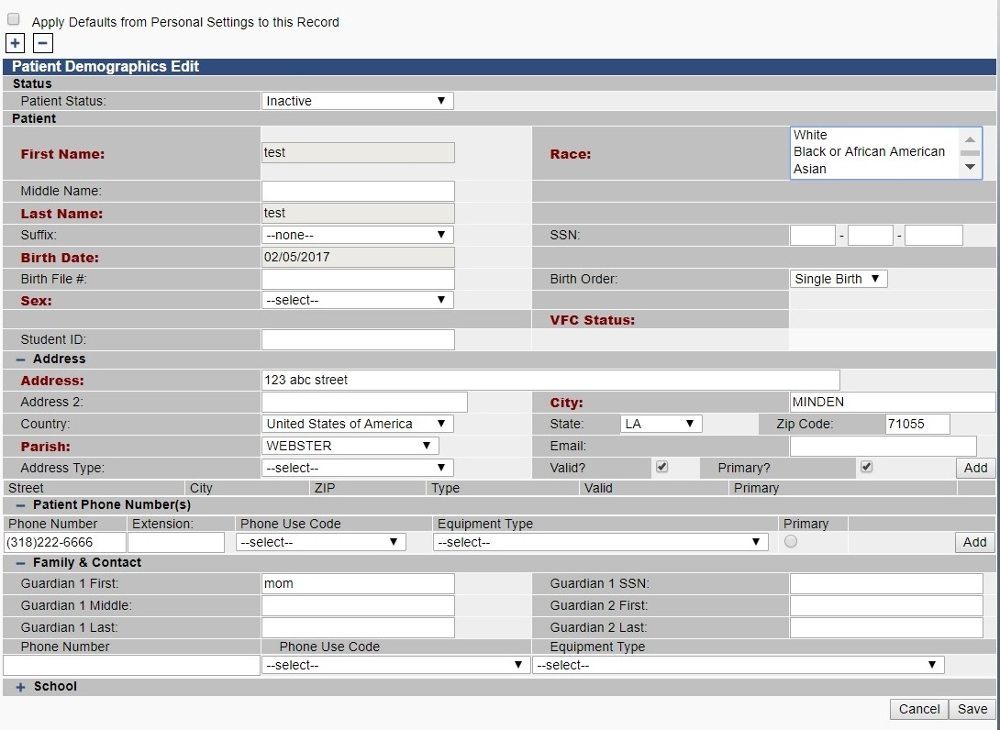 Apply Defaults from Personal Settings to this Record
+ −
Patient Demographics Edit
Status
Patient Status: Inactive
Patient
First Name: test Race: White
Black or African American
Asian
Middle Name:
Last Name: test
Suffix: --none-- SSN: - -
Birth Date: 02/05/2017
Birth File #: Birth Order: Single Birth
Sex: --select--
VFC Status:
Student ID:
− Address
Address: 123 abc street
Address 2: City: MINDEN
Country: United States of America State: LA Zip Code: 71055
Parish: WEBSTER Email:
Address Type: --select-- Valid? Primary? Add
Street City ZIP Type Valid Primary
− Patient Phone Number(s)
Phone Number Extension: Phone Use Code Equipment Type Primary
(318)222-6666 --select-- --select-- Add
− Family & Contact
Guardian 1 First: mom Guardian 1 SSN:
Guardian 1 Middle: Guardian 2 First:
Guardian 1 Last: Guardian 2 Last:
Phone Number Phone Use Code Equipment Type
--select-- --select--
+ School
Cancel Save